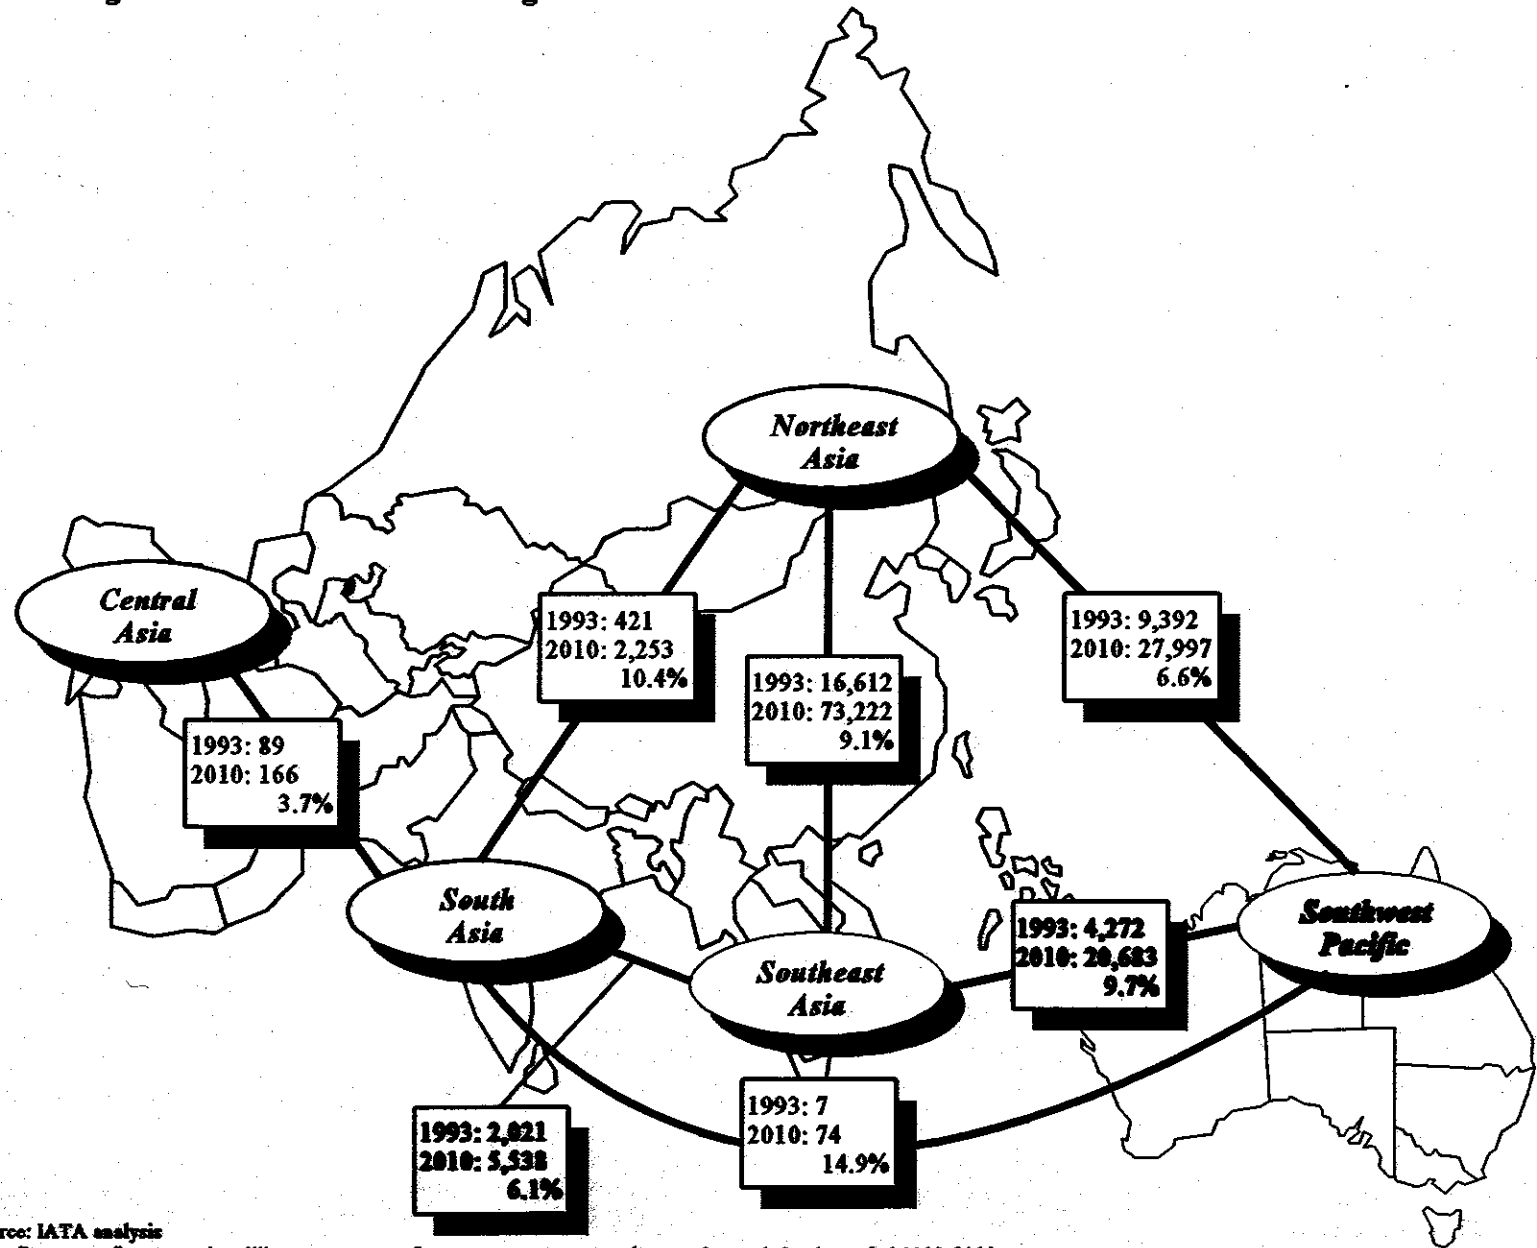 Northeast
Asia
Central
Asia
1993: 421
2010: 2,253
10.4%
1993: 9,392
2010: 27,997
6.6%
1993: 16,612
2010: 73,222
9.1%
1993: 89
2010: 166
3.7%
South
Asia
Southwest
Pacific
1993: 4,272
2010: 20,683
9.7%
Southeast
Asia
1993: 7
2010: 74
14.9%
1993: 2,021
2010: 5,538
6.1%
rce: IATA analysis